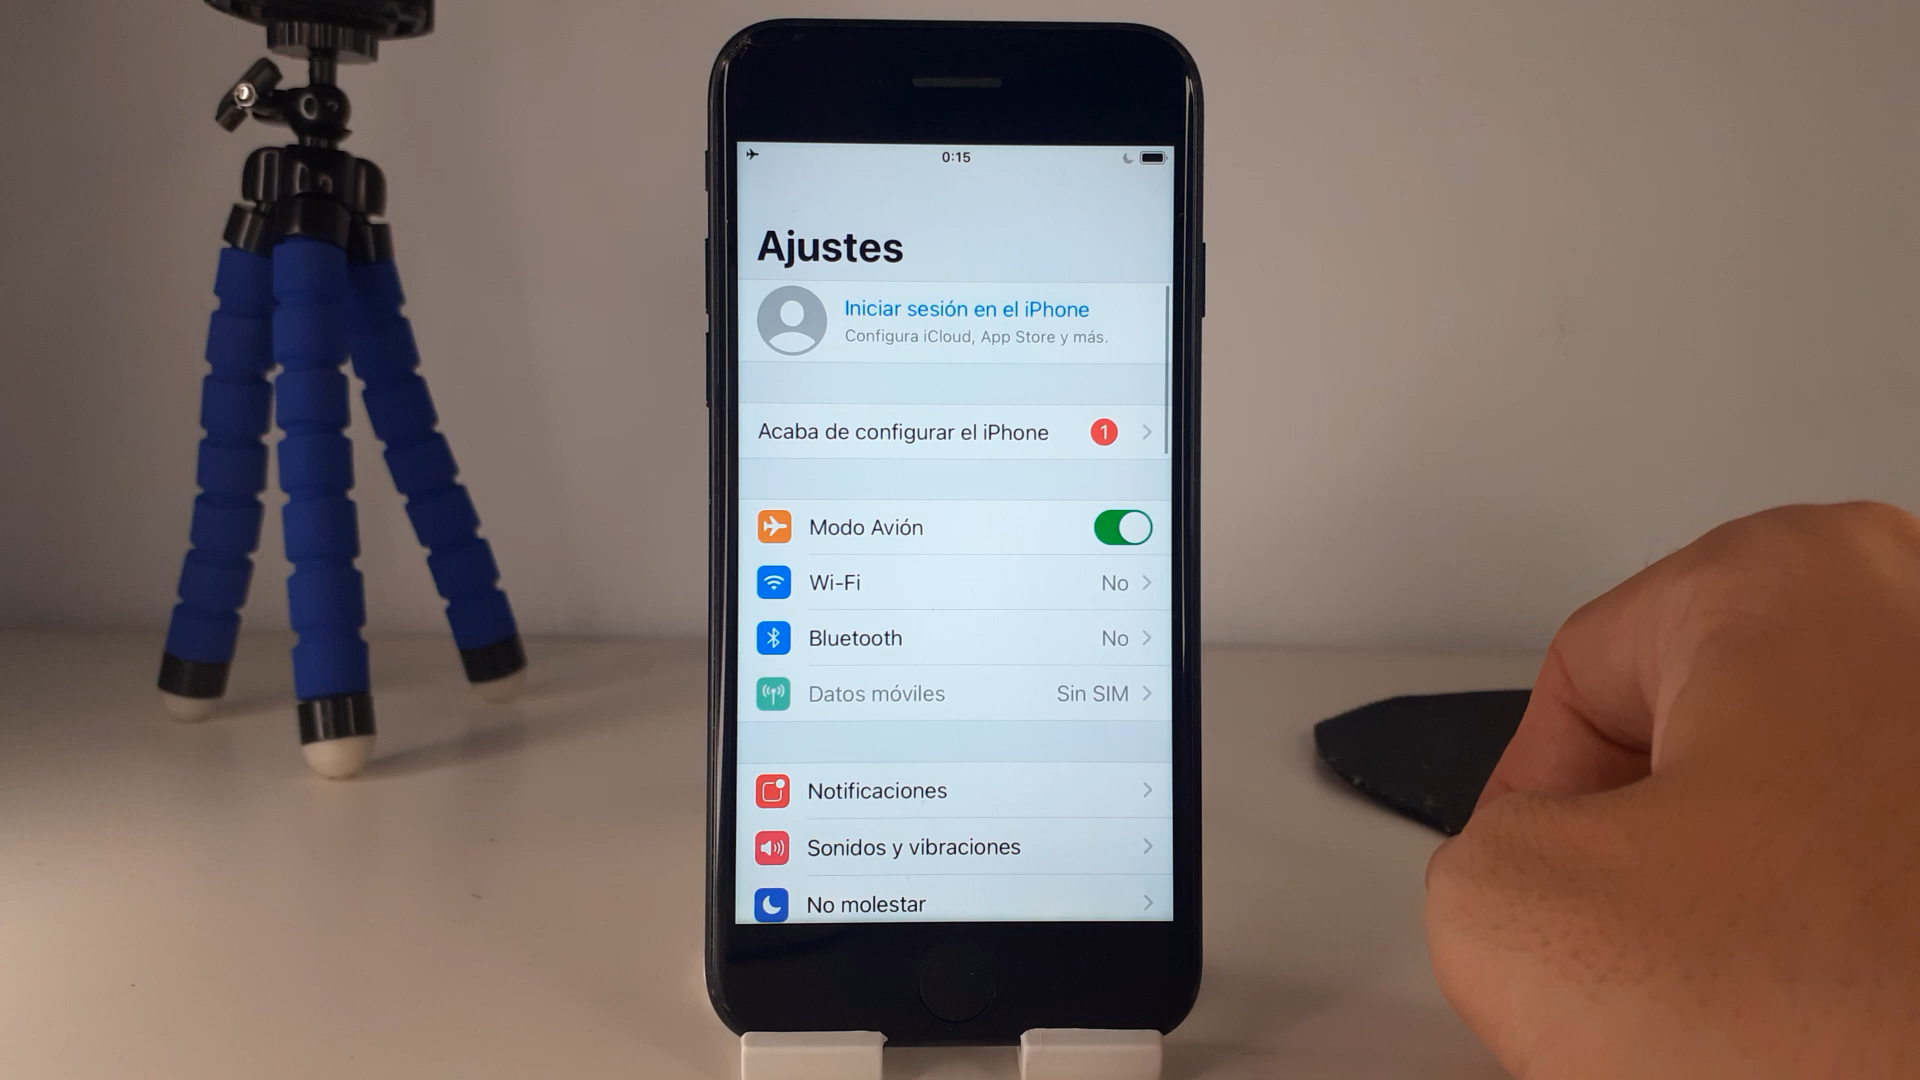 0:15
Ajustes
Iniciar sesión en el iPhone
Configura iCloud, App Store y más.
Acaba de configurar el iPhone 1
Modo Avión
Wi-Fi No
Bluetooth No
Datos móviles Sin SIM
Notificaciones
Sonidos y vibraciones
No molestar